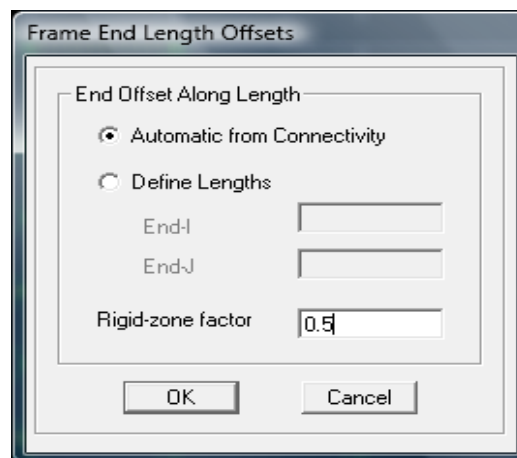 Frame End Length Offsets
End Offset Along Length
Automatic from Connectivity
Define Lengths
End-I
End-J
Rigid-zone factor
0.5
OK
Cancel